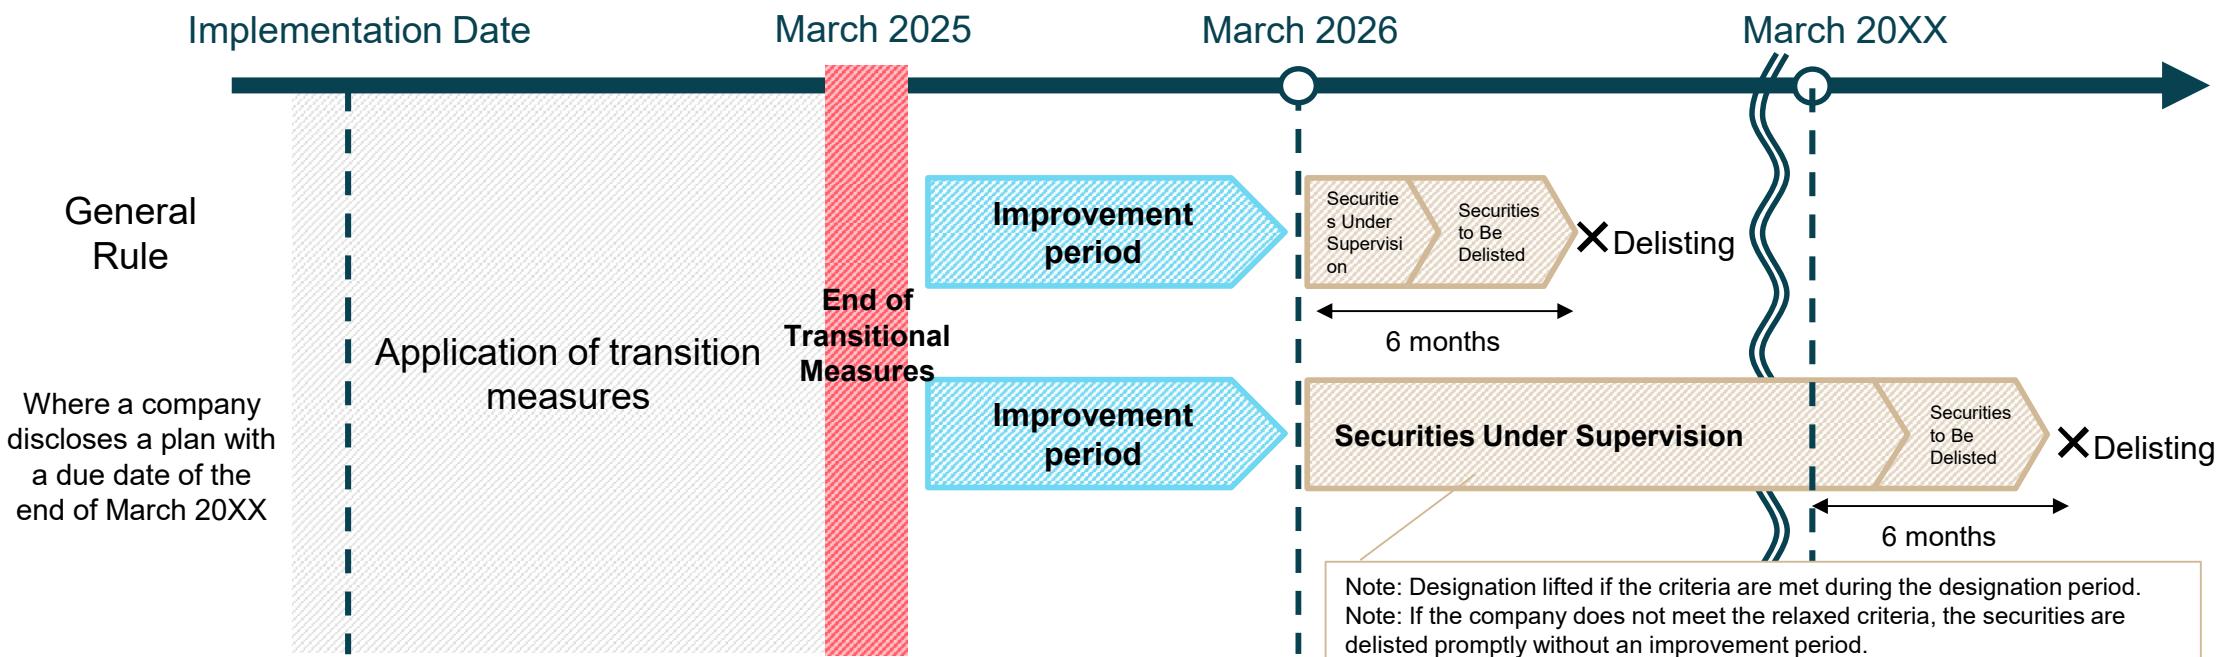 Implementation Date
March 2025
March 2026
March 20XX
General
Rule
Improvement
period
Securitie
s Under
Supervisi
on
Securities
to Be
Delisted
Delisting
6 months
Application of transition
measures
End of
Transitional
Measures
Where a company
discloses a plan with
a due date of the
end of March 20XX
Improvement
period
Securities Under Supervision
Securities
to Be
Delisted
Delisting
6 months
Note: Designation lifted if the criteria are met during the designation period.
Note: If the company does not meet the relaxed criteria, the securities are
delisted promptly without an improvement period.